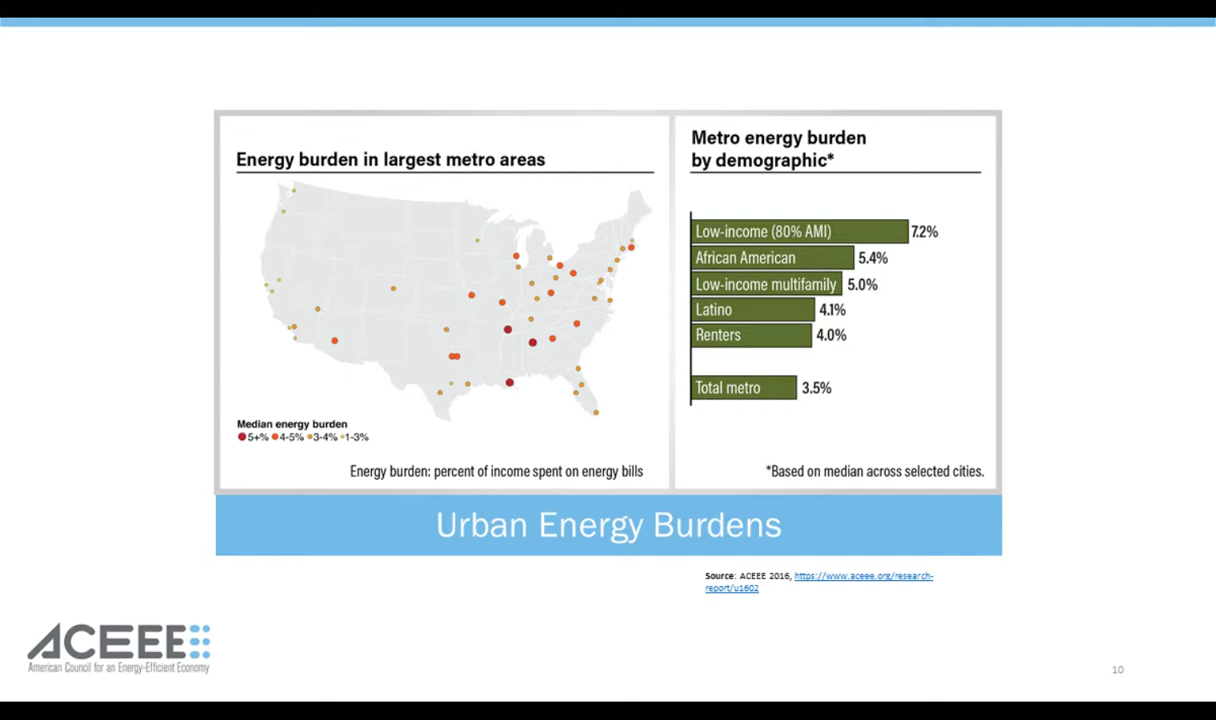 Energy burden in largest metro areas
Median energy burden
5+% 4-5% 3-4% 1-3%
Energy burden: percent of income spent on energy bills
Metro energy burden
by demographic*
Low-income (80% AMI) 7.2%
African American 5.4%
Low-income multifamily 5.0%
Latino 4.1%
Renters 4.0%
Total metro 3.5%
*Based on median across selected cities.
Urban Energy Burdens
Source: ACEEE 2016, https://www.aceee.org/research-
report/u1602
ACEEE
American Council for an Energy-Efficient Economy
10